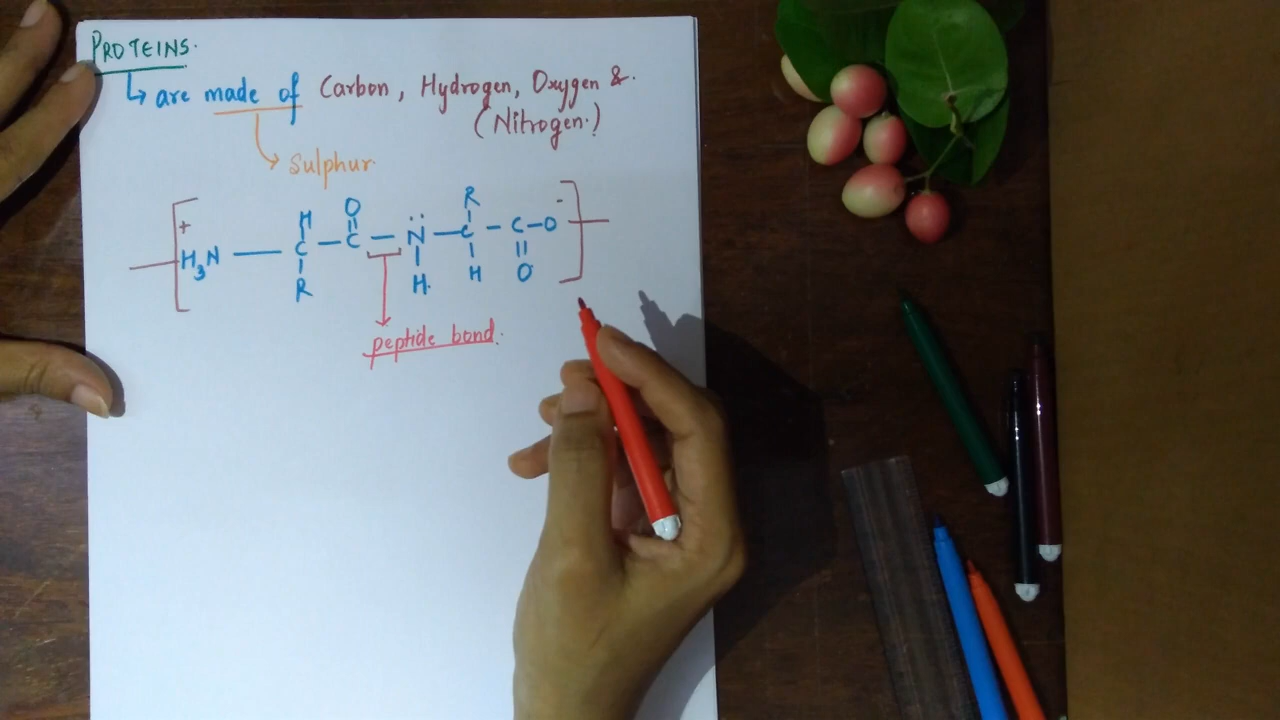 PROTEINS.
↳ are made of Carbon, Hydrogen, Oxygen &.
(Nitrogen.)
Sulphur.
O R
+ H -
H3N — C — C — N — C — C — O
R H. H O
peptide bond.